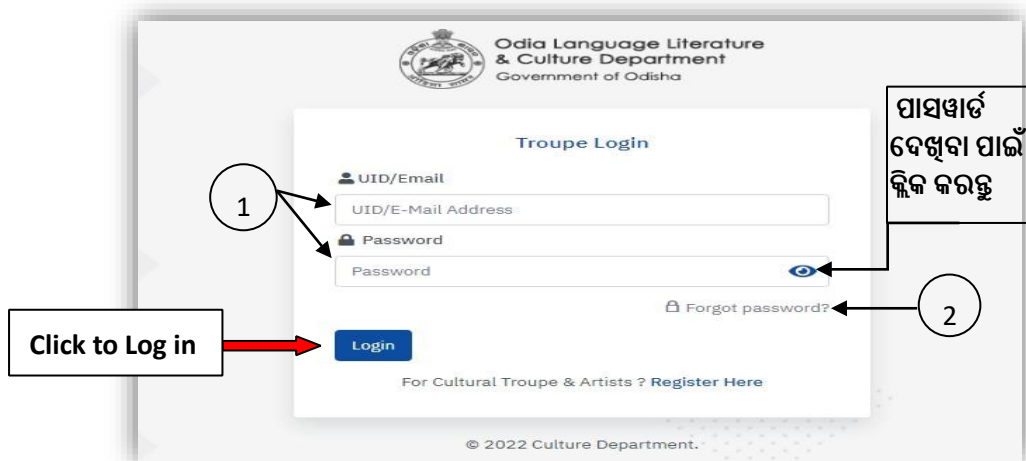 Odia Language Literature
& Culture Department
Government of Odisha
ପାସୱାର୍ଡ
ଦେଖିବା ପାଇଁ
କ୍ଲିକ କରନ୍ତୁ
Troupe Login
UID/Email
1
UID/E-Mail Address
Password
Password
Forgot password?
2
Click to Log in
Login
For Cultural Troupe & Artists ? Register Here
© 2022 Culture Department.